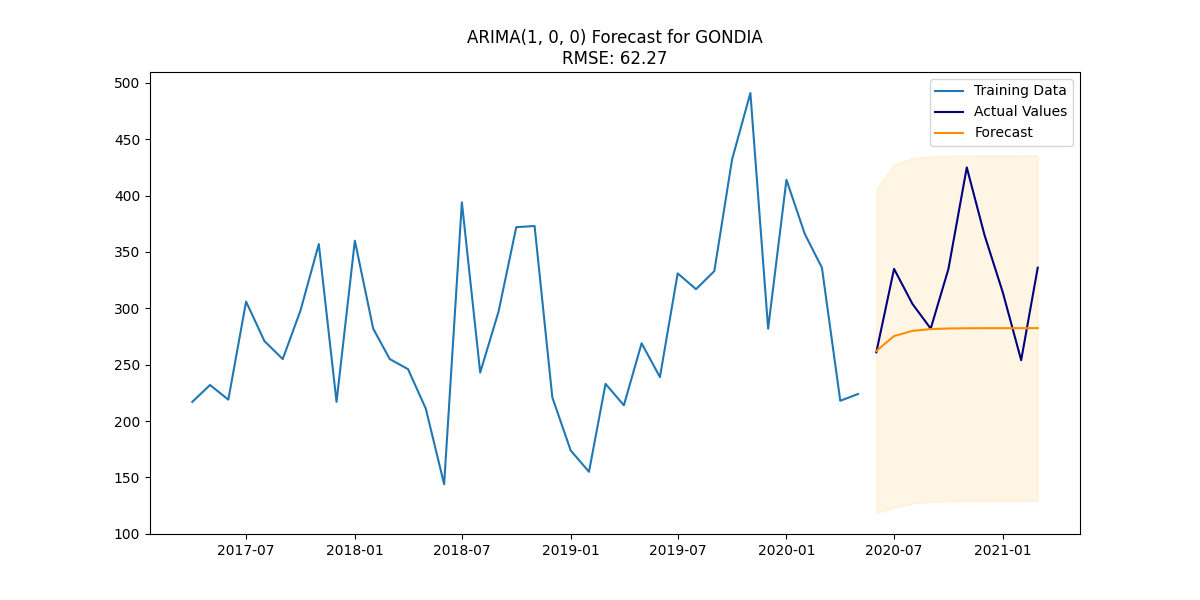 ARIMA(1, 0, 0) Forecast for GONDIA
RMSE: 62.27
Training Data
Actual Values
Forecast
500
450
400
350
300
250
200
150
100
2017-07 2018-01 2018-07 2019-01 2019-07 2020-01 2020-07 2021-01